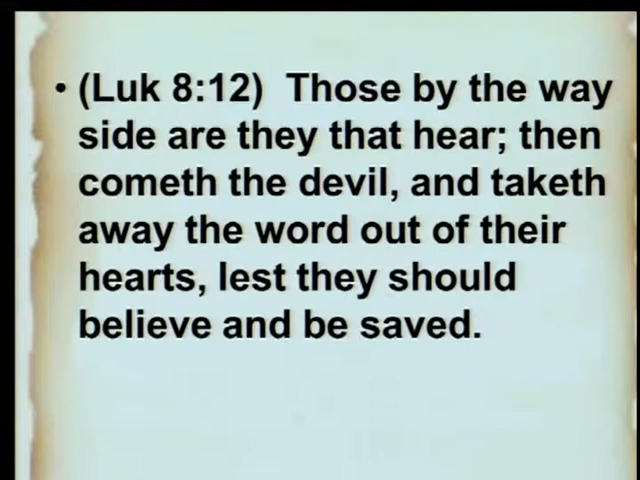 • (Luk 8:12) Those by the way
side are they that hear; then
cometh the devil, and taketh
away the word out of their
hearts, lest they should
believe and be saved.